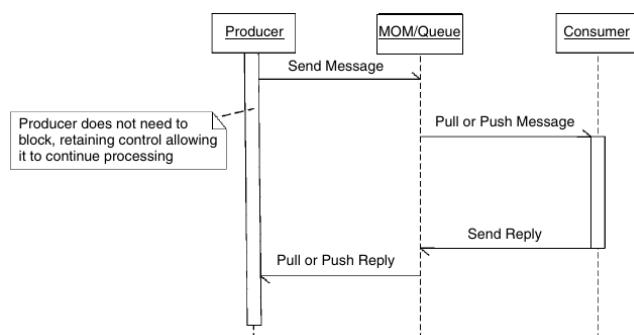 Producer
MOM/Queue
Consumer
Send Message
Producer does not need to
block, retaining control allowing
it to continue processing
Pull or Push Message
Send Reply
Pull or Push Reply